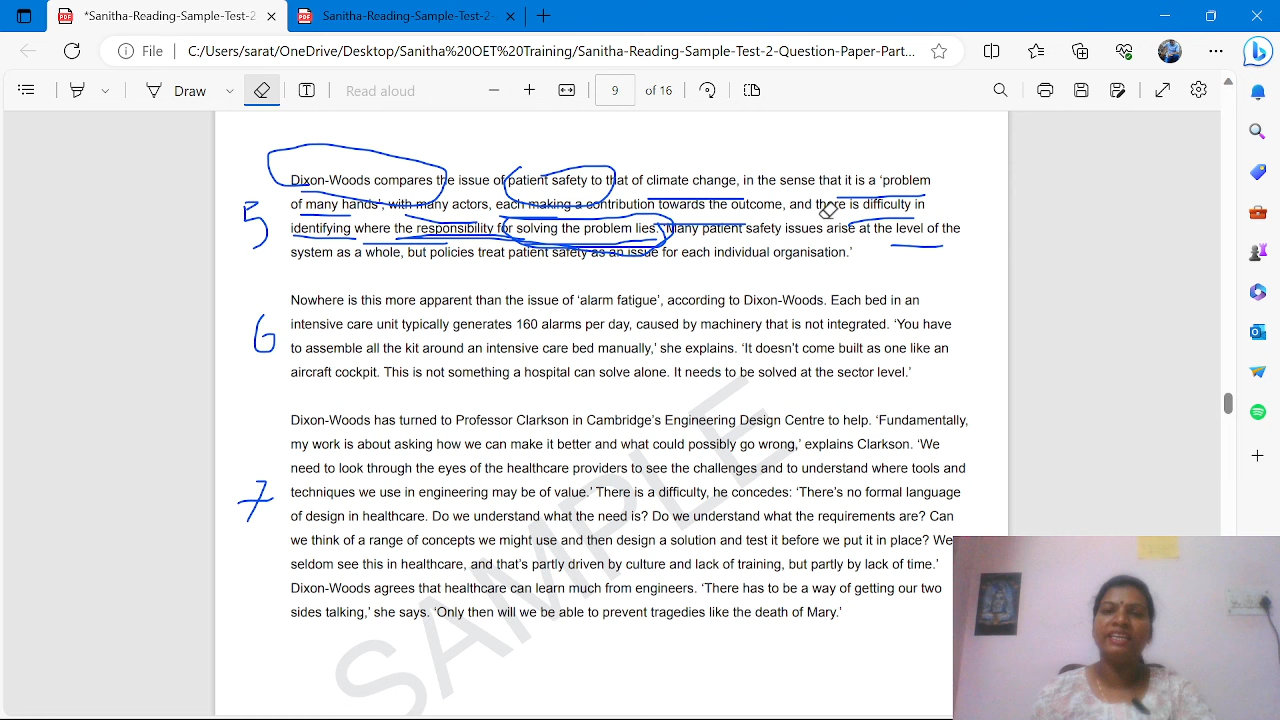 *Sanitha-Reading-Sample-Test-2
Sanitha-Reading-Sample-Test-2-
File
C:/Users/sarat/OneDrive/Desktop/Sanitha%20OET%20Training/Sanitha-Reading-Sample-Test-2-Question-Paper-Part...
Draw
Read aloud
9 of 16
Dixon-Woods compares the issue of patient safety to that of climate change, in the sense that it is a ‘problem
of many hands’, with many actors, each making a contribution towards the outcome, and there is difficulty in
5
identifying where the responsibility for solving the problem lies. ‘Many patient safety issues arise at the level of the
system as a whole, but policies treat patient safety as an issue for each individual organisation.’
Nowhere is this more apparent than the issue of ‘alarm fatigue’, according to Dixon-Woods. Each bed in an
6
intensive care unit typically generates 160 alarms per day, caused by machinery that is not integrated. ‘You have
to assemble all the kit around an intensive care bed manually,’ she explains. ‘It doesn’t come built as one like an
aircraft cockpit. This is not something a hospital can solve alone. It needs to be solved at the sector level.’
Dixon-Woods has turned to Professor Clarkson in Cambridge’s Engineering Design Centre to help. ‘Fundamentally,
my work is about asking how we can make it better and what could possibly go wrong,’ explains Clarkson. ‘We
need to look through the eyes of the healthcare providers to see the challenges and to understand where tools and
7
techniques we use in engineering may be of value.’ There is a difficulty, he concedes: ‘There’s no formal language
of design in healthcare. Do we understand what the need is? Do we understand what the requirements are? Can
we think of a range of concepts we might use and then design a solution and test it before we put it in place? We
seldom see this in healthcare, and that’s partly driven by culture and lack of training, but partly by lack of time.’
Dixon-Woods agrees that healthcare can learn much from engineers. ‘There has to be a way of getting our two
sides talking,’ she says. ‘Only then will we be able to prevent tragedies like the death of Mary.’
SAMPLE